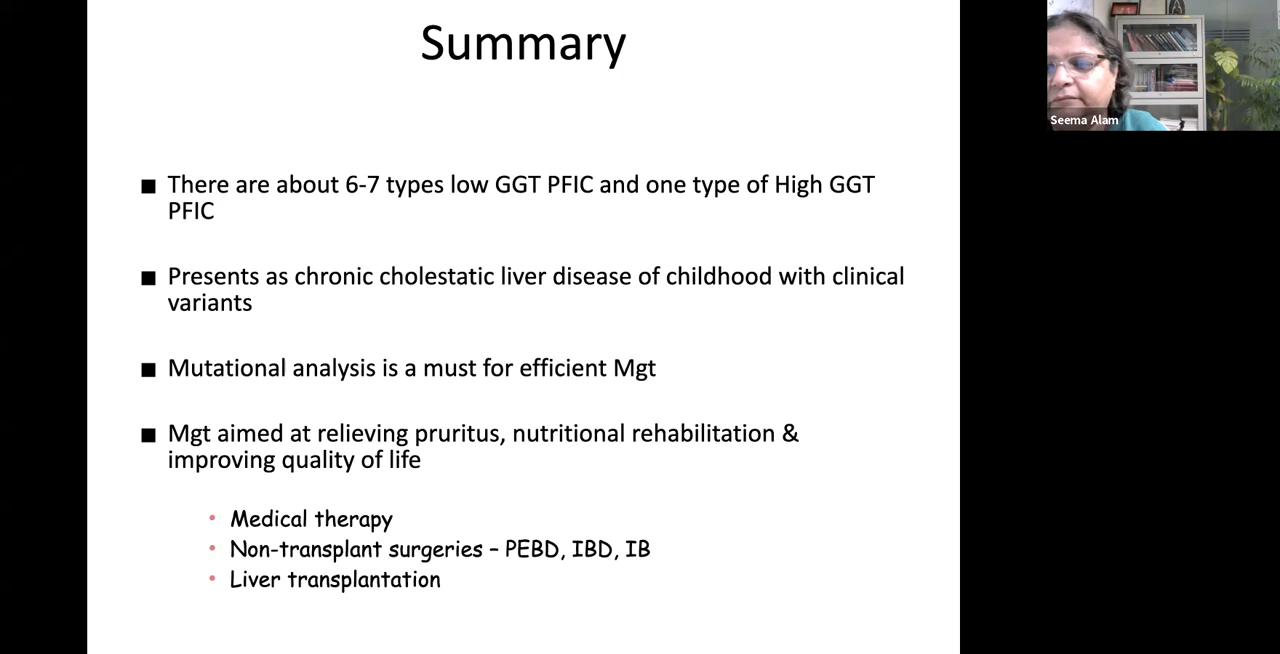 Summary
■ There are about 6-7 types low GGT PFIC and one type of High GGT
PFIC
■ Presents as chronic cholestatic liver disease of childhood with clinical
variants
■ Mutational analysis is a must for efficient Mgt
■ Mgt aimed at relieving pruritus, nutritional rehabilitation &
improving quality of life
• Medical therapy
• Non-transplant surgeries – PEBD, IBD, IB
• Liver transplantation
Seema Alam